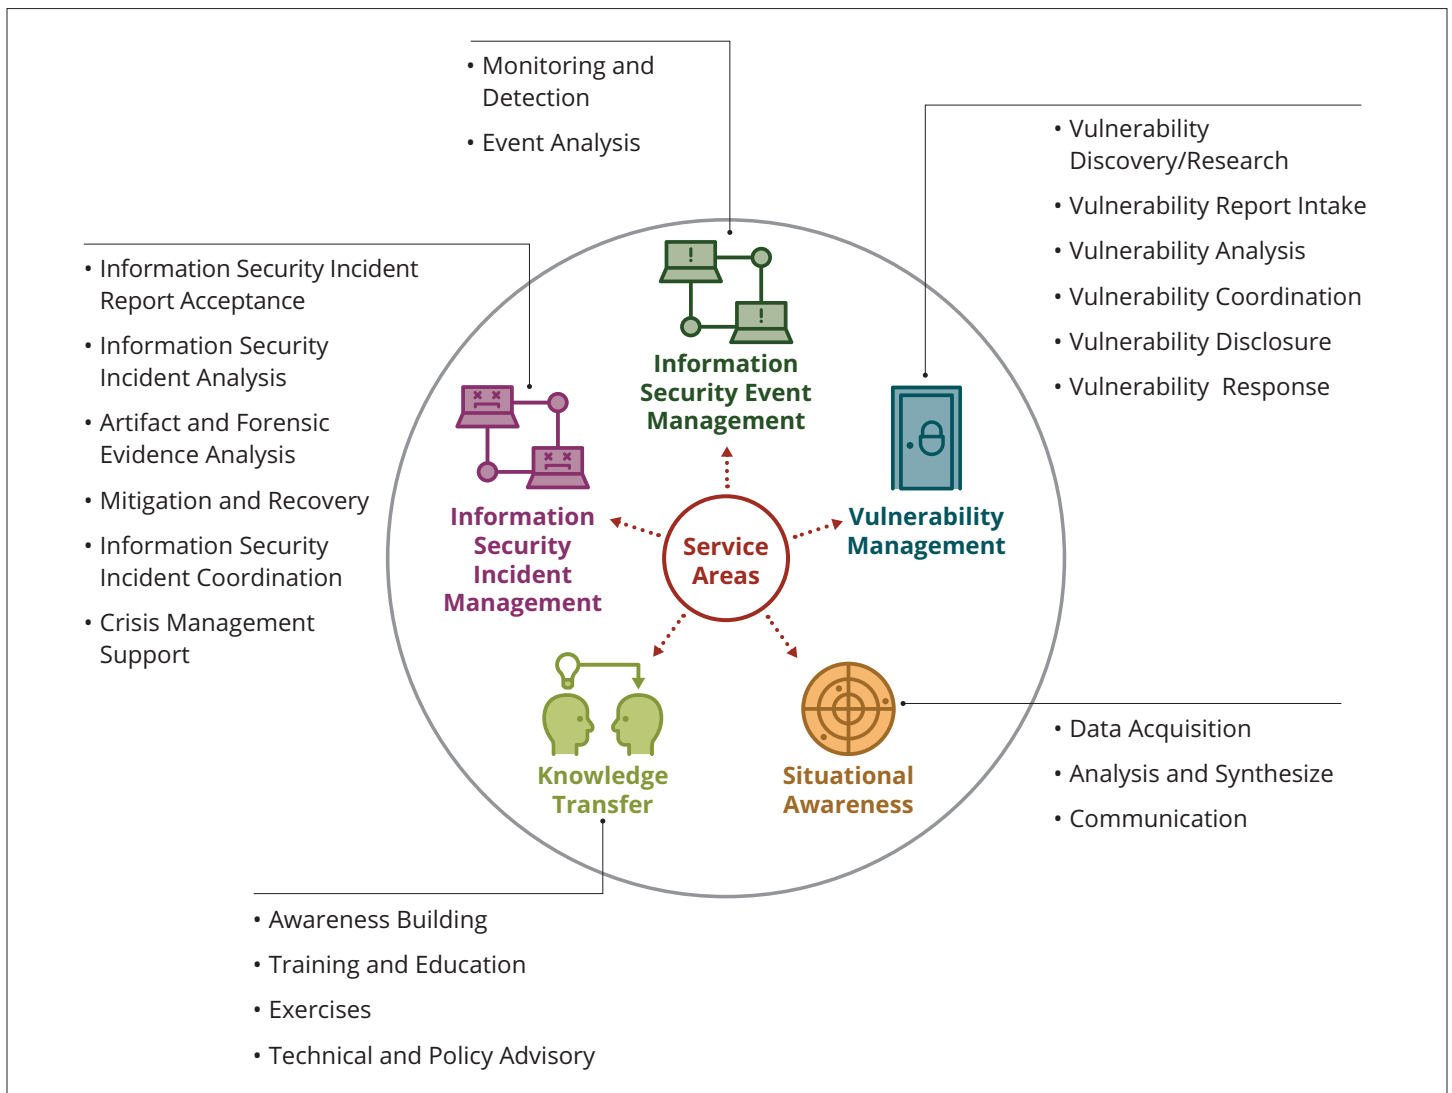 • Monitoring and
Detection
• Event Analysis
• Vulnerability
Discovery/Research
• Vulnerability Report Intake
• Vulnerability Analysis
• Vulnerability Coordination
• Vulnerability Disclosure
• Vulnerability  Response
• Information Security Incident
Report Acceptance
• Information Security
Incident Analysis
• Artifact and Forensic
Evidence Analysis
• Mitigation and Recovery
• Information Security
Incident Coordination
• Crisis Management
Support
Information
Security Event
Management
Information
Security
Incident
Management
Service
Areas
Vulnerability
Management
Knowledge
Transfer
Situational
Awareness
• Data Acquisition
• Analysis and Synthesize
• Communication
• Awareness Building
• Training and Education
• Exercises
• Technical and Policy Advisory